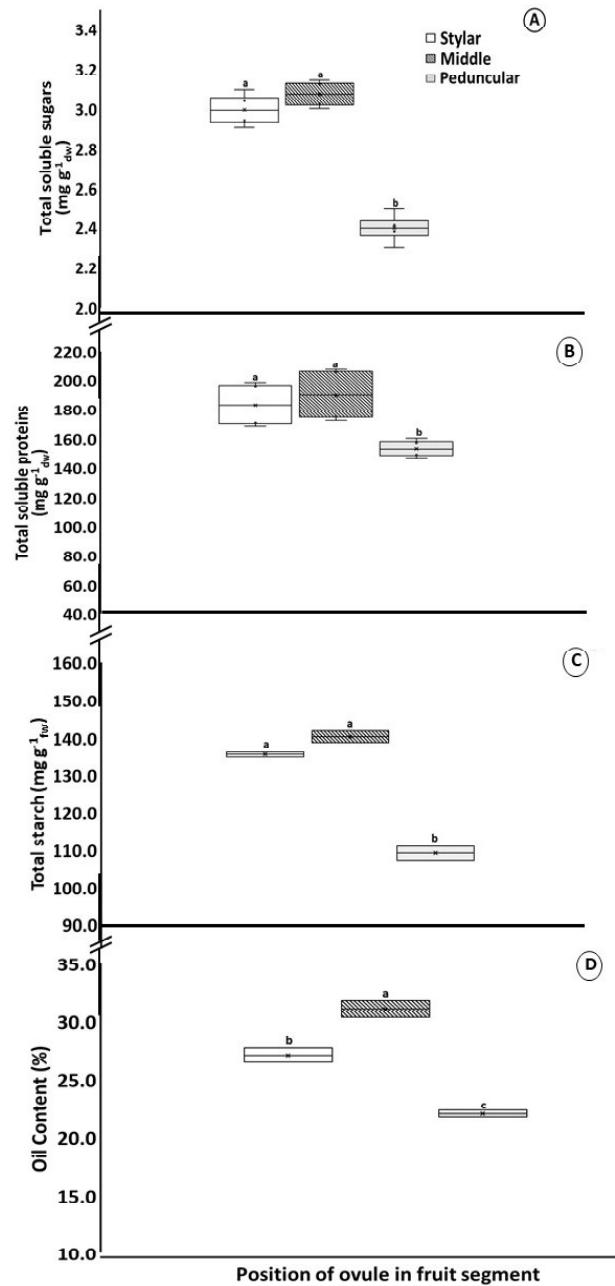 A
Stylar
Middle
Peduncular
Total soluble sugars
(mg g⁻¹dw)
3.4
3.2
3.0
2.8
2.6
2.4
2.2
2.0
a
a
b
B
Total soluble proteins
(mg g⁻¹dw)
220.0
200.0
180.0
160.0
140.0
120.0
100.0
80.0
60.0
40.0
a
a
b
C
Total starch (mg g⁻¹fw)
160.0
150.0
140.0
130.0
120.0
110.0
100.0
90.0
a
a
b
D
Oil Content (%)
35.0
30.0
25.0
20.0
15.0
10.0
b
a
c
Position of ovule in fruit segment